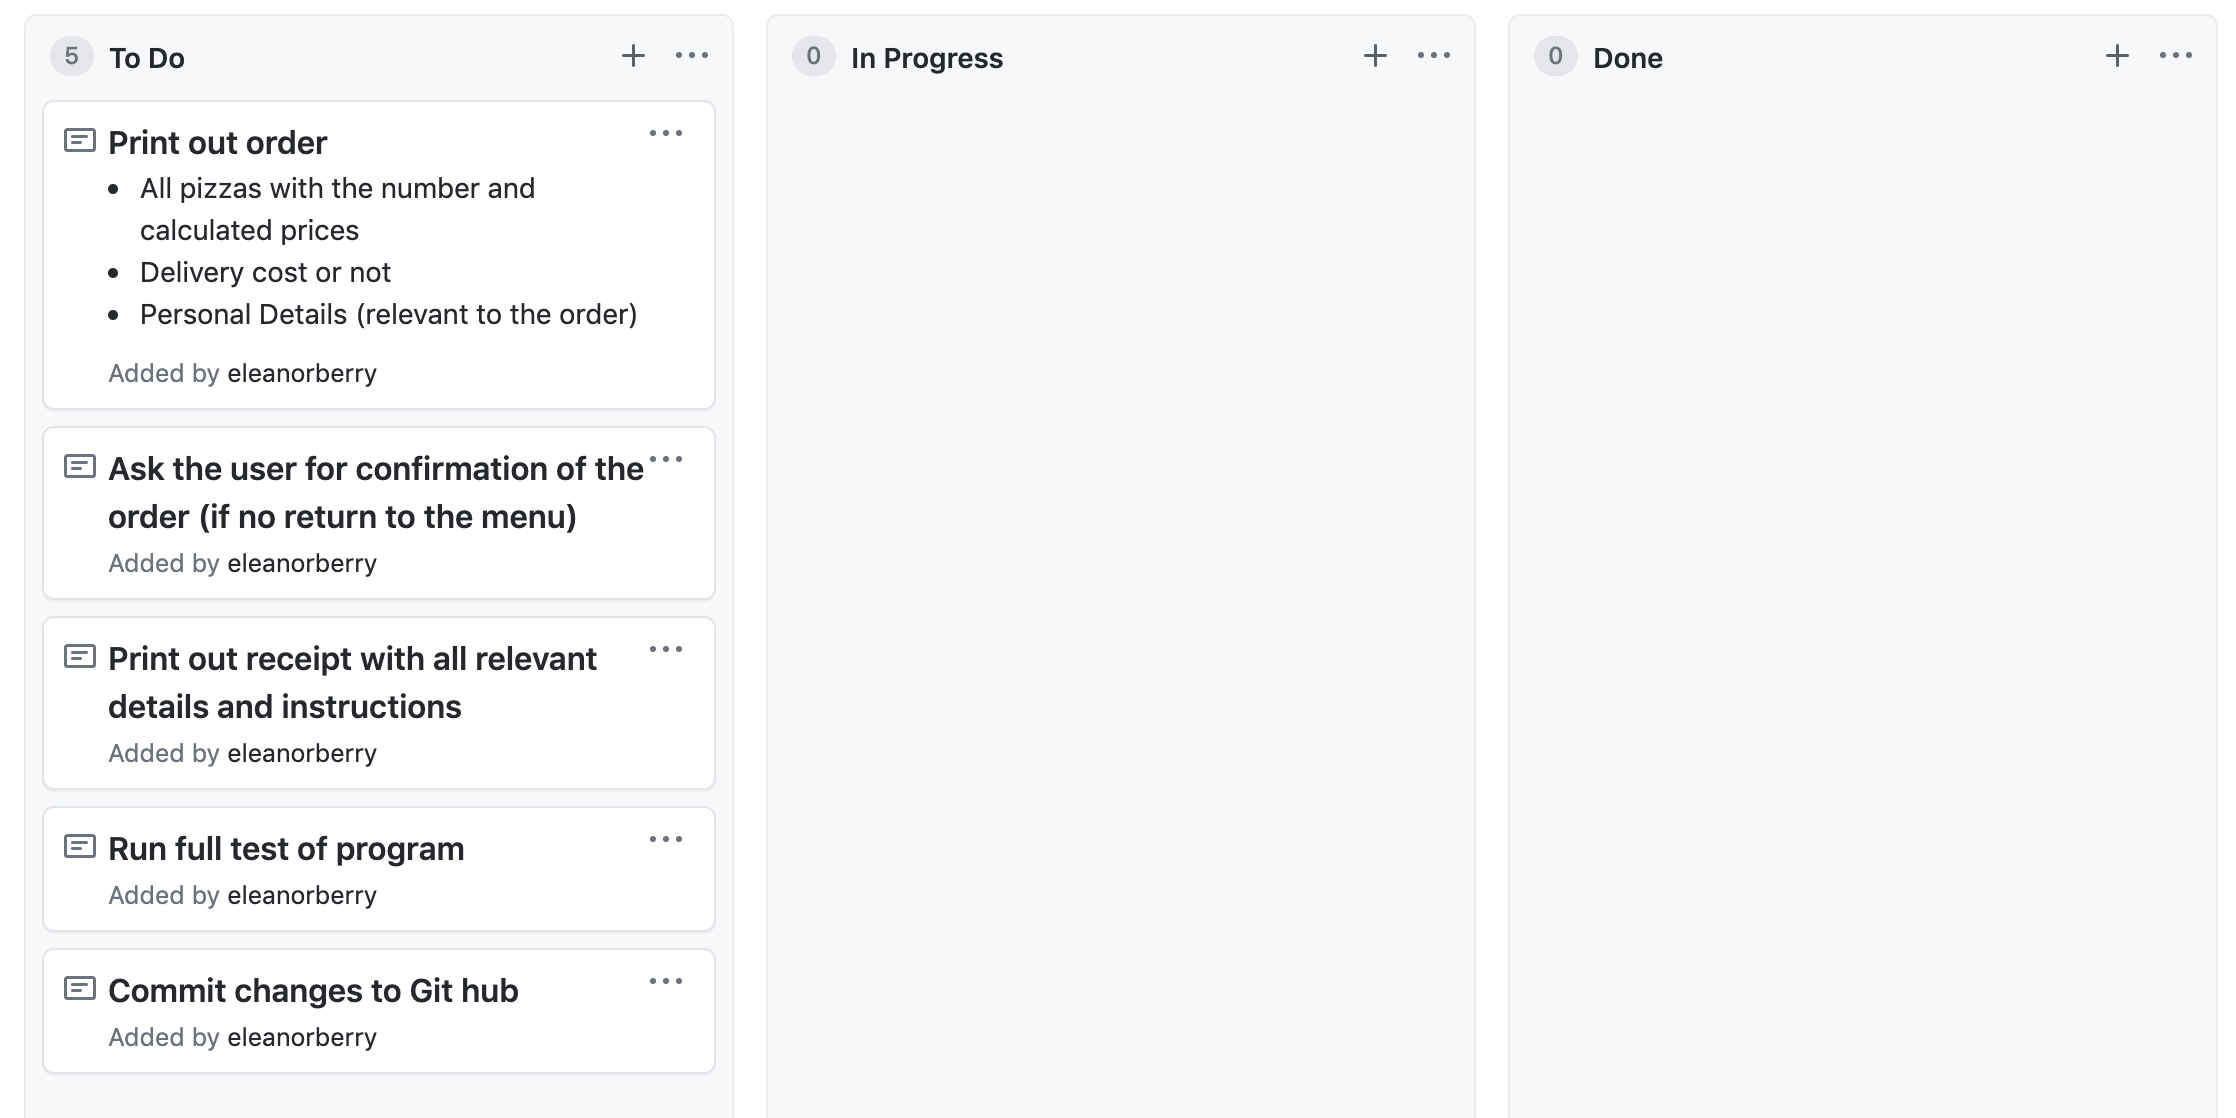 5 To Do
Print out order
All pizzas with the number and
calculated prices
Delivery cost or not
Personal Details (relevant to the order)
Added by eleanorberry
Ask the user for confirmation of the
order (if no return to the menu)
Added by eleanorberry
Print out receipt with all relevant
details and instructions
Added by eleanorberry
Run full test of program
Added by eleanorberry
Commit changes to Git hub
Added by eleanorberry
0 In Progress
0 Done